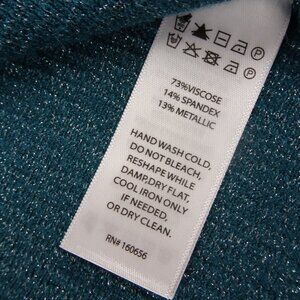 73%VISCOSE
14% SPANDEX
13% METALLIC
HAND WASH COLD,
DO NOT BLEACH,
RESHAPE WHILE
DAMP,DRY FLAT,
COOL IRON ONLY
IF NEEDED,
OR DRY CLEAN.
RN# 160656